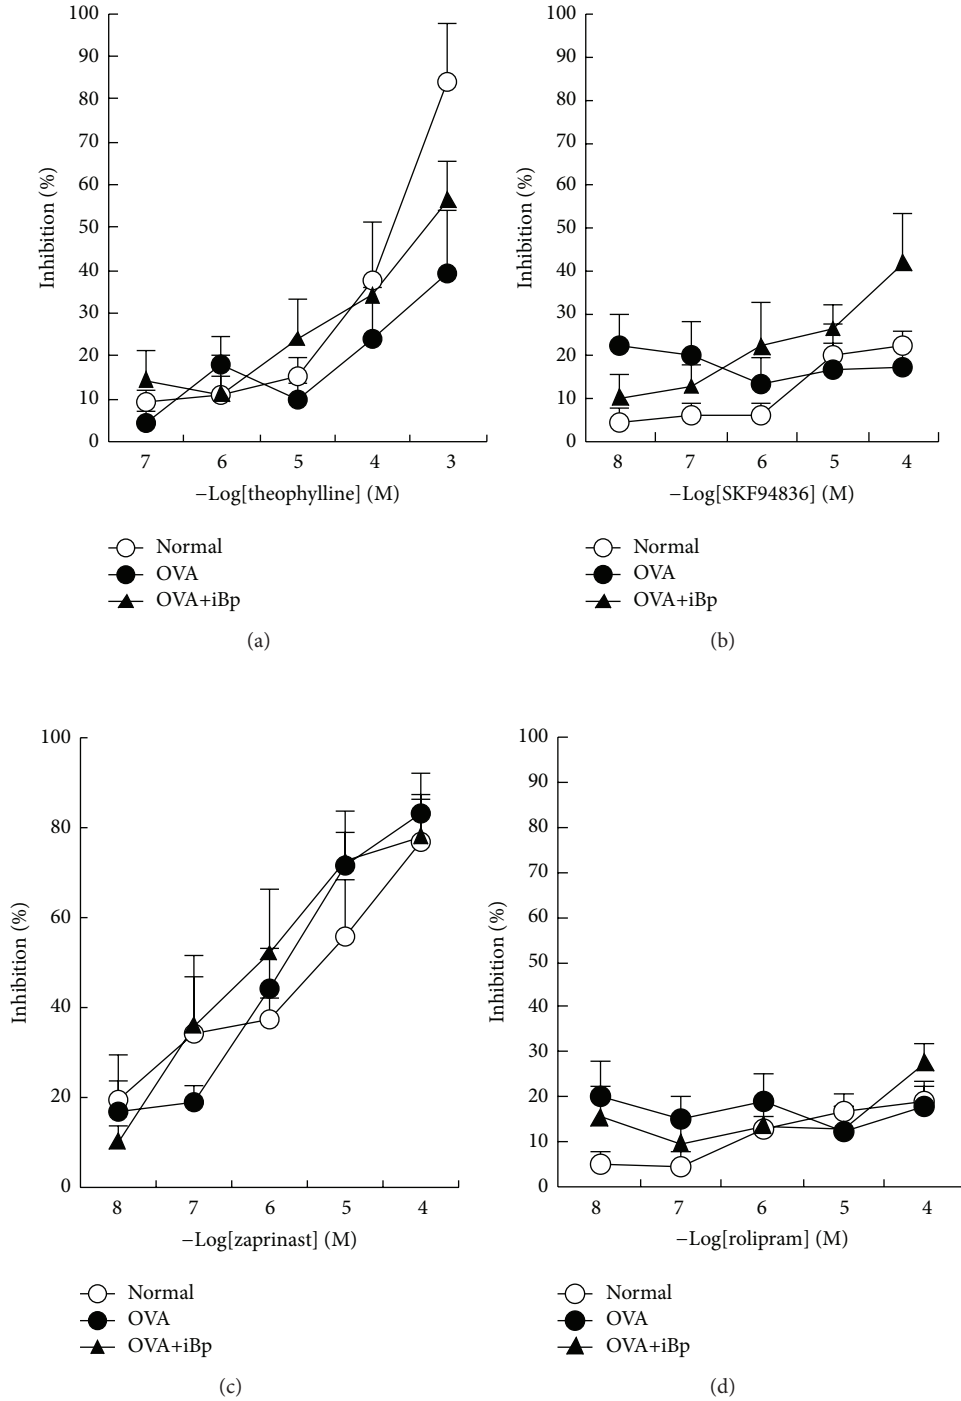 100
90
80
70
60
50
40
30
20
10
0
Inhibition (%)
7 6 5 4 3
−Log[theophylline] (M)
Normal
OVA
OVA+iBp
(a)
100
90
80
70
60
50
40
30
20
10
0
Inhibition (%)
8 7 6 5 4
−Log[SKF94836] (M)
Normal
OVA
OVA+iBp
(b)
100
80
60
40
20
0
Inhibition (%)
8 7 6 5 4
−Log[zaprinast] (M)
Normal
OVA
OVA+iBp
(c)
100
90
80
70
60
50
40
30
20
10
0
Inhibition (%)
8 7 6 5 4
−Log[rolipram] (M)
Normal
OVA
OVA+iBp
(d)